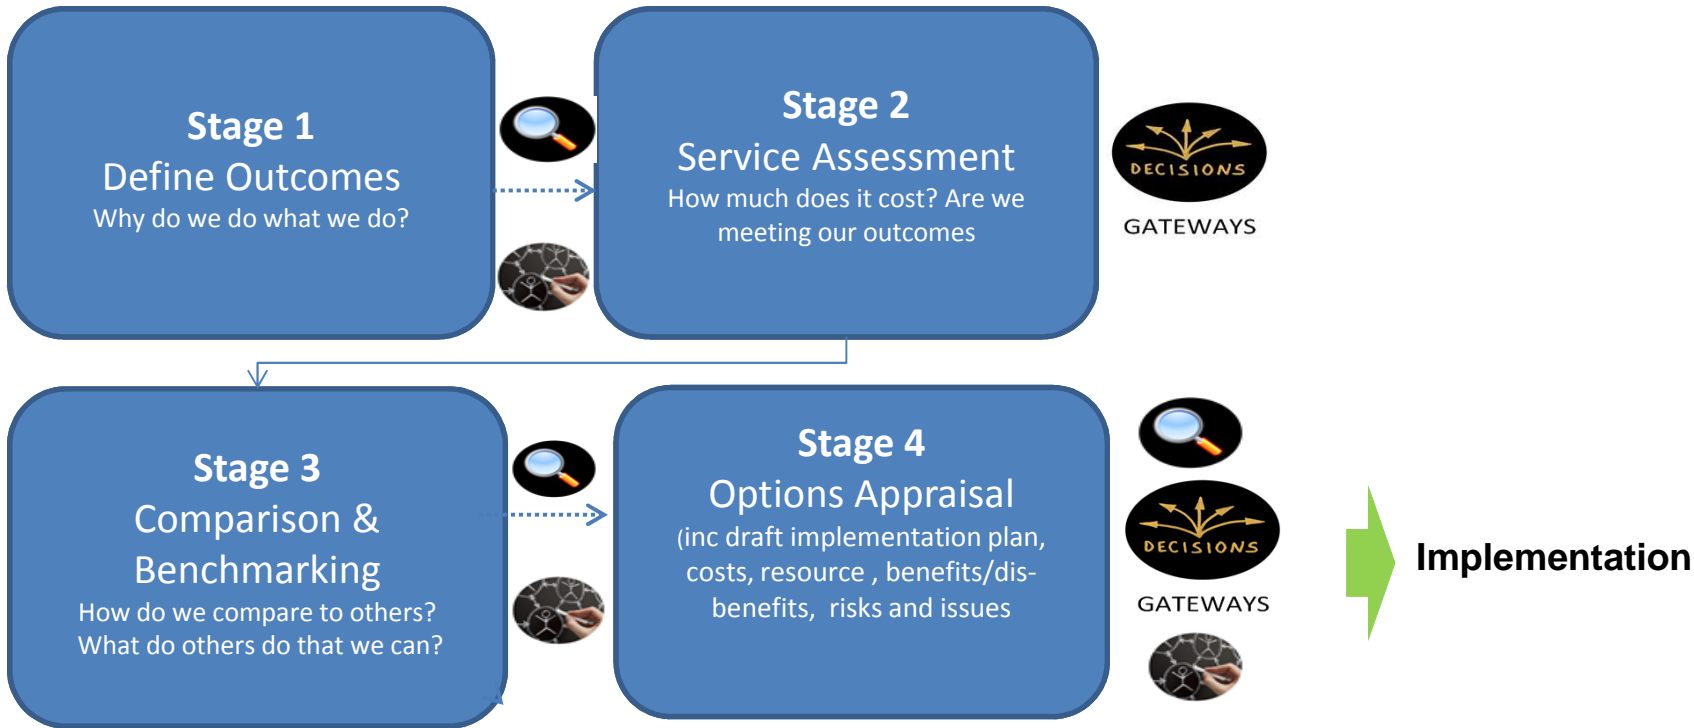 Stage 1
Define Outcomes
Why do we do what we do?
Stage 2
Service Assessment
How much does it cost? Are we
meeting our outcomes
DECISIONS
GATEWAYS
Stage 3
Comparison &
Benchmarking
How do we compare to others?
What do others do that we can?
Stage 4
Options Appraisal
(inc draft implementation plan,
costs, resource , benefits/dis-
benefits, risks and issues
DECISIONS
GATEWAYS
Implementation